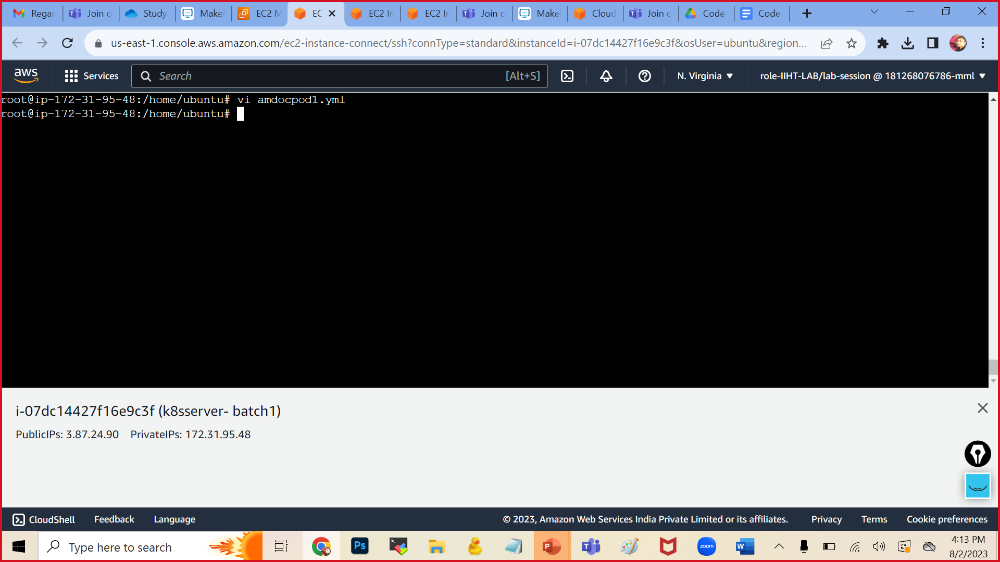 Regar
Join c
Study
Make
EC2 M
EC
EC2 In
EC2 In
Join c
Make
Cloud
Join c
Code
Code
us-east-1.console.aws.amazon.com/ec2-instance-connect/ssh?connType=standard&instanceId=i-07dc14427f16e9c3f&osUser=ubuntu&region...
aws
Services
Search
[Alt+S]
N. Virginia
role-IIHT-LAB/lab-session @ 181268076786-mml
root@ip-172-31-95-48:/home/ubuntu# vi amdocpod1.yml
root@ip-172-31-95-48:/home/ubuntu#
i-07dc14427f16e9c3f (k8sserver- batch1)
PublicIPs: 3.87.24.90 PrivateIPs: 172.31.95.48
CloudShell
Feedback
Language
© 2023, Amazon Web Services India Private Limited or its affiliates.
Privacy
Terms
Cookie preferences
Type here to search
Ps
P
zoom
W
4:13 PM
8/2/2023